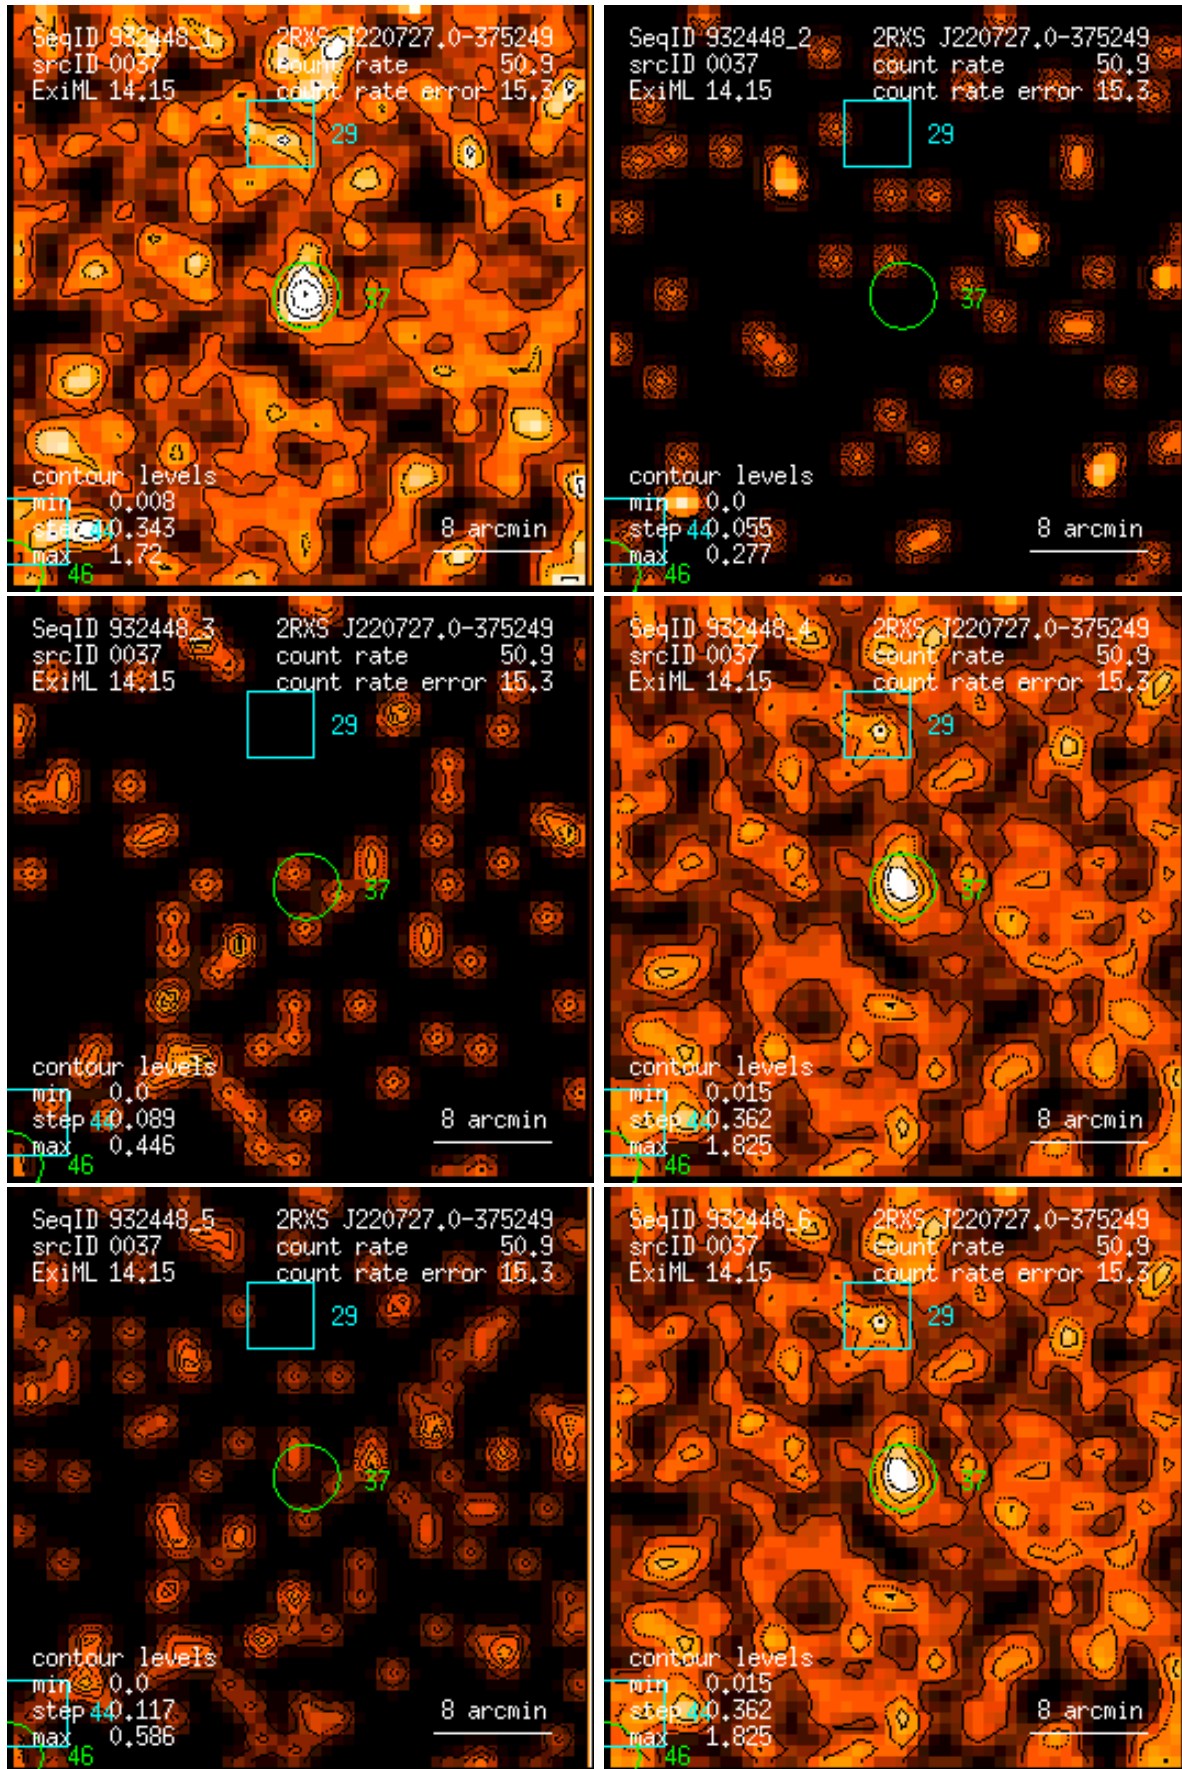 SeqID 932448_1 2RXS J220727.0-375249
srcID 0037 count rate 50.9
ExiML 14.15 count rate error 15.3
29
37
contour levels
min 0.008
step 0.343
44
max 1.72
8 arcmin
46
SeqID 932448_2 2RXS J220727.0-375249
srcID 0037 count rate 50.9
ExiML 14.15 count rate error 15.3
29
37
contour levels
min 0.0
step 0.055
44
max 0.277
8 arcmin
46
SeqID 932448_3 2RXS J220727.0-375249
srcID 0037 count rate 50.9
ExiML 14.15 count rate error 15.3
29
37
contour levels
min 0.0
step 0.089
44
max 0.446
8 arcmin
46
SeqID 932448_4 2RXS J220727.0-375249
srcID 0037 count rate 50.9
ExiML 14.15 count rate error 15.3
29
37
contour levels
min 0.015
step 0.362
44
max 1.825
8 arcmin
46
SeqID 932448_5 2RXS J220727.0-375249
srcID 0037 count rate 50.9
ExiML 14.15 count rate error 15.3
29
37
contour levels
min 0.0
step 0.117
44
max 0.586
8 arcmin
46
SeqID 932448_6 2RXS J220727.0-375249
srcID 0037 count rate 50.9
ExiML 14.15 count rate error 15.3
29
37
contour levels
min 0.015
step 0.362
44
max 1.825
8 arcmin
46